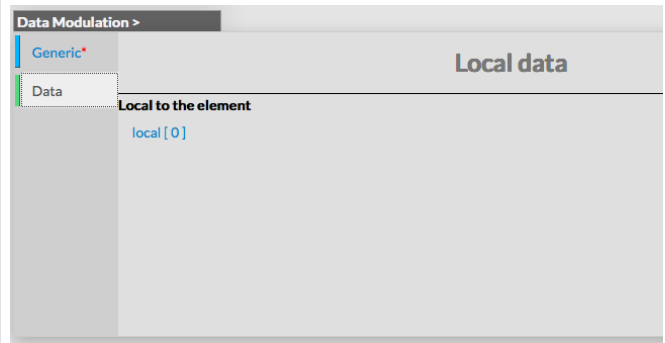 Data Modulation >
Generic*
Data
Local data
Local to the element
local [ 0 ]